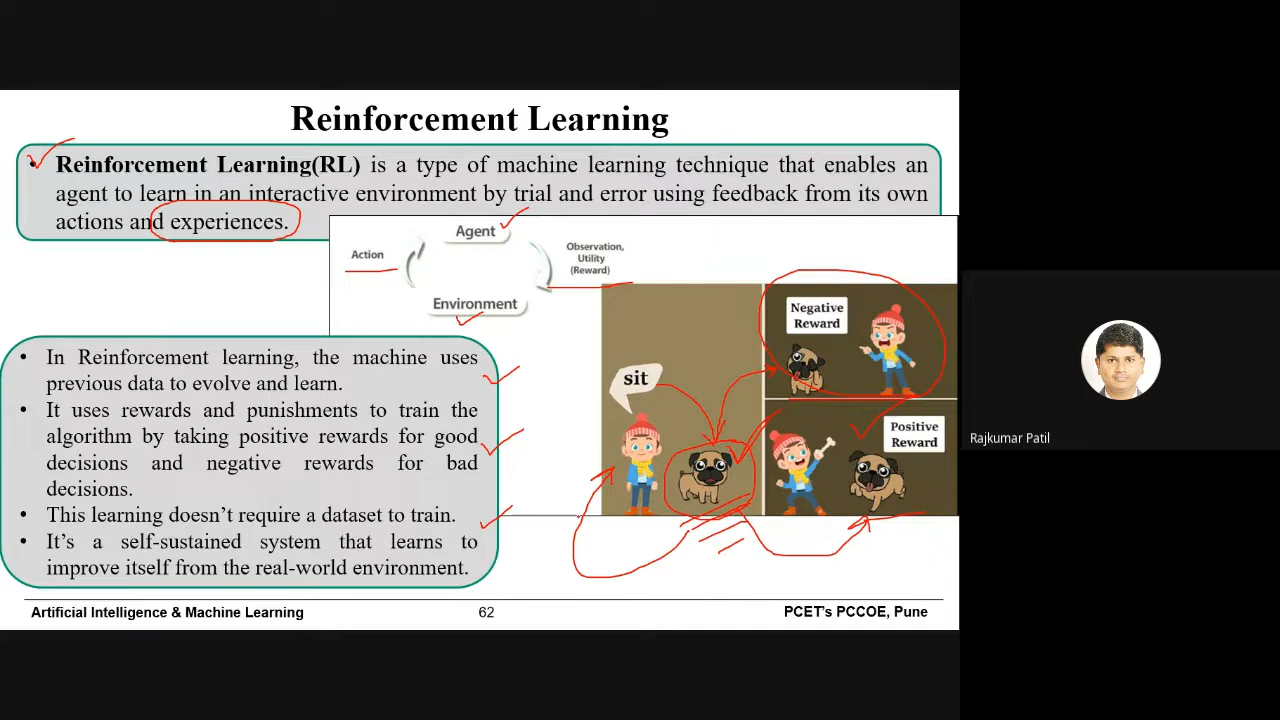 Reinforcement Learning
• Reinforcement Learning(RL) is a type of machine learning technique that enables an
agent to learn in an interactive environment by trial and error using feedback from its own
actions and experiences.
Agent
Action
Observation,
Utility
(Reward)
Environment
Negative
Reward
sit
Positive
Reward
• In Reinforcement learning, the machine uses
previous data to evolve and learn.
• It uses rewards and punishments to train the
algorithm by taking positive rewards for good
decisions and negative rewards for bad
decisions.
• This learning doesn’t require a dataset to train.
• It’s a self-sustained system that learns to
improve itself from the real-world environment.
Artificial Intelligence & Machine Learning
62
PCET's PCCOE, Pune
Rajkumar Patil